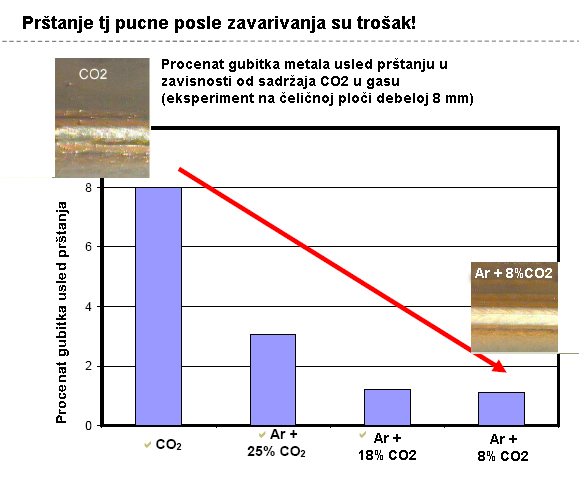 Prštanje tj pucne posle zavarivanja su trošak!
CO2
Procenat gubitka metala usled prštanju u
zavisnosti od sadržaja CO2 u gasu
(eksperiment na čeličnoj ploči debeloj 8 mm)
Procenat gubitka usled prštanja
8
6
4
2
0
Ar + 8%CO2
CO₂
Ar +
25% CO₂
Ar +
18% CO2
Ar +
8% CO2